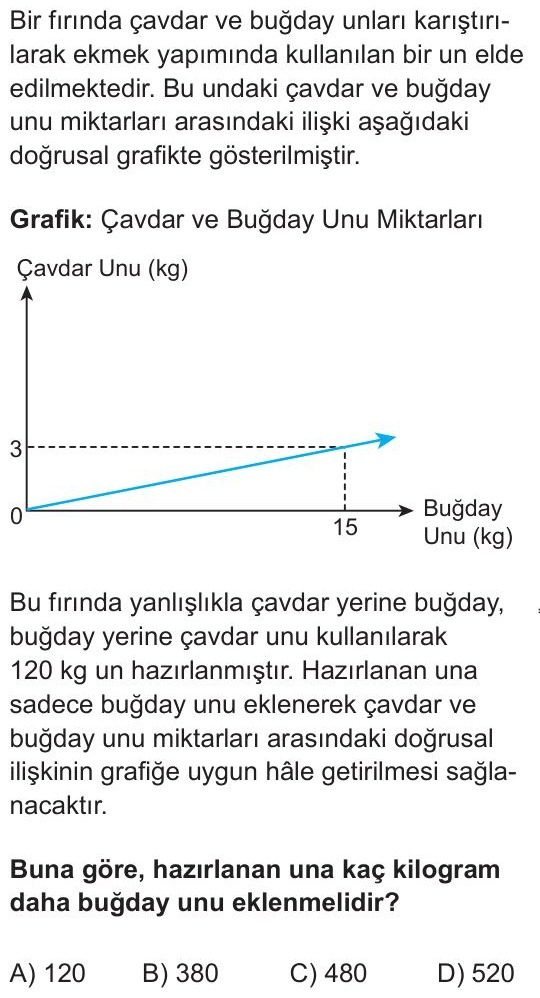 Bir fırında çavdar ve buğday unları karıştırı-
larak ekmek yapımında kullanılan bir un elde
edilmektedir. Bu undaki çavdar ve buğday
unu miktarları arasındaki ilişki aşağıdaki
doğrusal grafikte gösterilmiştir.
Grafik: Çavdar ve Buğday Unu Miktarları
Çavdar Unu (kg)
3
0
15
Buğday
Unu (kg)
Bu fırında yanlışlıkla çavdar yerine buğday,
buğday yerine çavdar unu kullanılarak
120 kg un hazırlanmıştır. Hazırlanan una
sadece buğday unu eklenerek çavdar ve
buğday unu miktarları arasındaki doğrusal
ilişkinin grafiğe uygun hâle getirilmesi sağla-
nacaktır.
Buna göre, hazırlanan una kaç kilogram
daha buğday unu eklenmelidir?
A) 120 B) 380 C) 480 D) 520